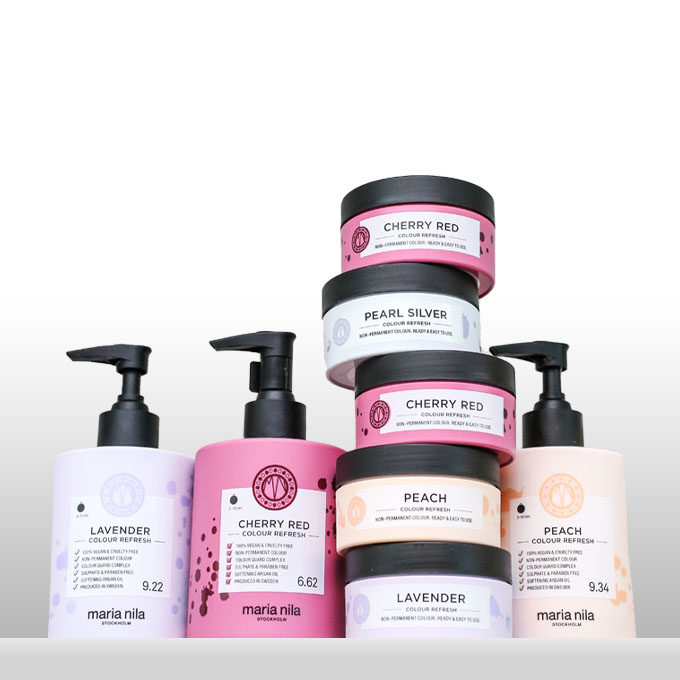 CHERRY RED
COLOUR REFRESH
NON-PERMANENT COLOUR. READY & EASY TO USE.
PEARL SILVER
COLOUR REFRESH
NON-PERMANENT COLOUR. READY & EASY TO USE.
CHERRY RED
COLOUR REFRESH
NON-PERMANENT COLOUR. READY & EASY TO USE.
PEACH
COLOUR REFRESH
NON-PERMANENT COLOUR. READY & EASY TO USE.
LAVENDER
COLOUR REFRESH
NON-PERMANENT COLOUR. READY & EASY TO USE.
LAVENDER
COLOUR REFRESH
100% VEGAN & CRUELTY FREE
NON-PERMANENT COLOUR
COLOUR GUARD COMPLEX
SULPHATE & PARABEN FREE
SOFTENING ARGAN OIL
PRODUCED IN SWEDEN
9.22
maria nila
STOCKHOLM
CHERRY RED
COLOUR REFRESH
100% VEGAN & CRUELTY FREE
NON-PERMANENT COLOUR
COLOUR GUARD COMPLEX
SULPHATE & PARABEN FREE
SOFTENING ARGAN OIL
PRODUCED IN SWEDEN
6.62
maria nila
STOCKHOLM
PEACH
COLOUR REFRESH
100% VEGAN & CRUELTY FREE
NON-PERMANENT COLOUR
COLOUR GUARD COMPLEX
SULPHATE & PARABEN FREE
SOFTENING ARGAN OIL
PRODUCED IN SWEDEN
9.34
maria nila
STOCKHOLM